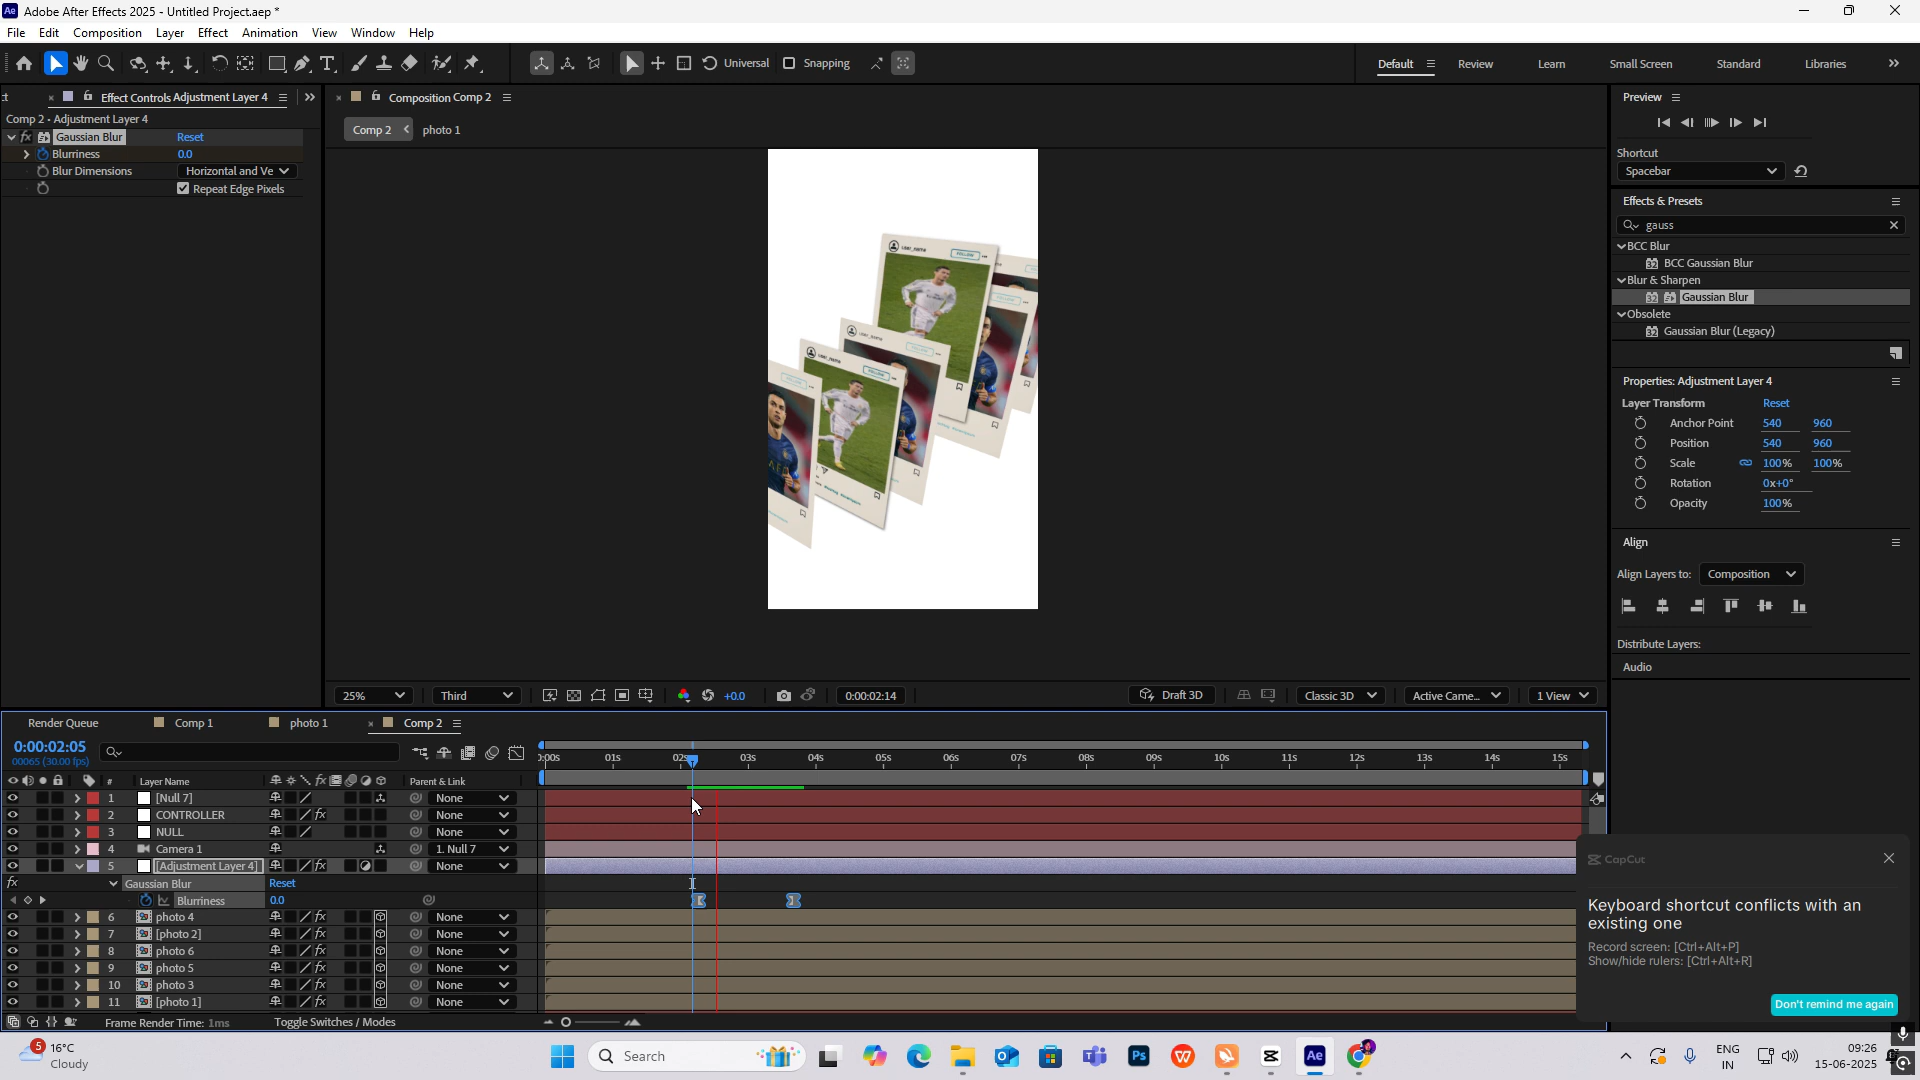 Adobe After Effects 2025 - Untitled Project.aep *
File Edit Composition Layer Effect Animation View Window Help
Universal Snapping Default Review Learn Small Screen Standard Libraries
Effect Controls Adjustment Layer 4
Comp 2 • Adjustment Layer 4
fx Gaussian Blur Reset
Blurriness 0.0
Blur Dimensions Horizontal and Ve
Repeat Edge Pixels
Composition Comp 2
Comp 2 photo 1
user_name
FOLLOW
Preview
Shortcut
Spacebar
Effects & Presets
gauss
BCC Blur
BCC Gaussian Blur
Blur & Sharpen
Gaussian Blur
Obsolete
Gaussian Blur (Legacy)
Properties: Adjustment Layer 4
Layer Transform Reset
Anchor Point 540 960
Position 540 960
Scale 100% 100%
Rotation 0x+0°
Opacity 100%
Align
Align Layers to: Composition
Distribute Layers:
Audio
25% Third +0.0 0:00:02:14 Draft 3D Classic 3D Active Came... 1 View
Render Queue Comp 1 photo 1 Comp 2
0:00:02:05
00065 (30.00 fps)
:00s 01s 02s 03s 04s 05s 06s 07s 08s 09s 10s 11s 12s 13s 14s 15s
# Layer Name Parent & Link
1 [Null 7] None
2 CONTROLLER None
3 NULL None
4 Camera 1 1. Null 7
5 [Adjustment Layer 4] None
Gaussian Blur Reset
Blurriness 0.0
6 photo 4 None
7 [photo 2] None
8 photo 6 None
9 photo 5 None
10 photo 3 None
11 [photo 1] None
Frame Render Time: 1ms Toggle Switches / Modes
CapCut
Keyboard shortcut conflicts with an
existing one
Record screen: [Ctrl+Alt+P]
Show/hide rulers: [Ctrl+Alt+R]
Don't remind me again
5
16°C
Cloudy
Search
ENG
IN
09:26
15-06-2025